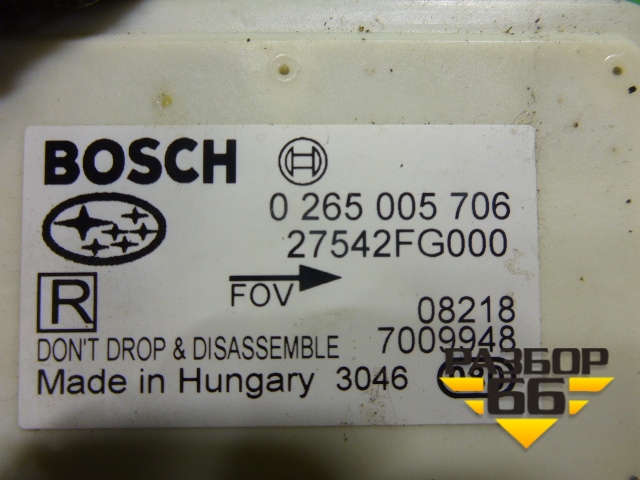 BOSCH
0 265 005 706
27542FG000
R
FOV
08218
DON'T DROP & DISASSEMBLE 7009948
Made in Hungary 3046
РАЗБОР
66